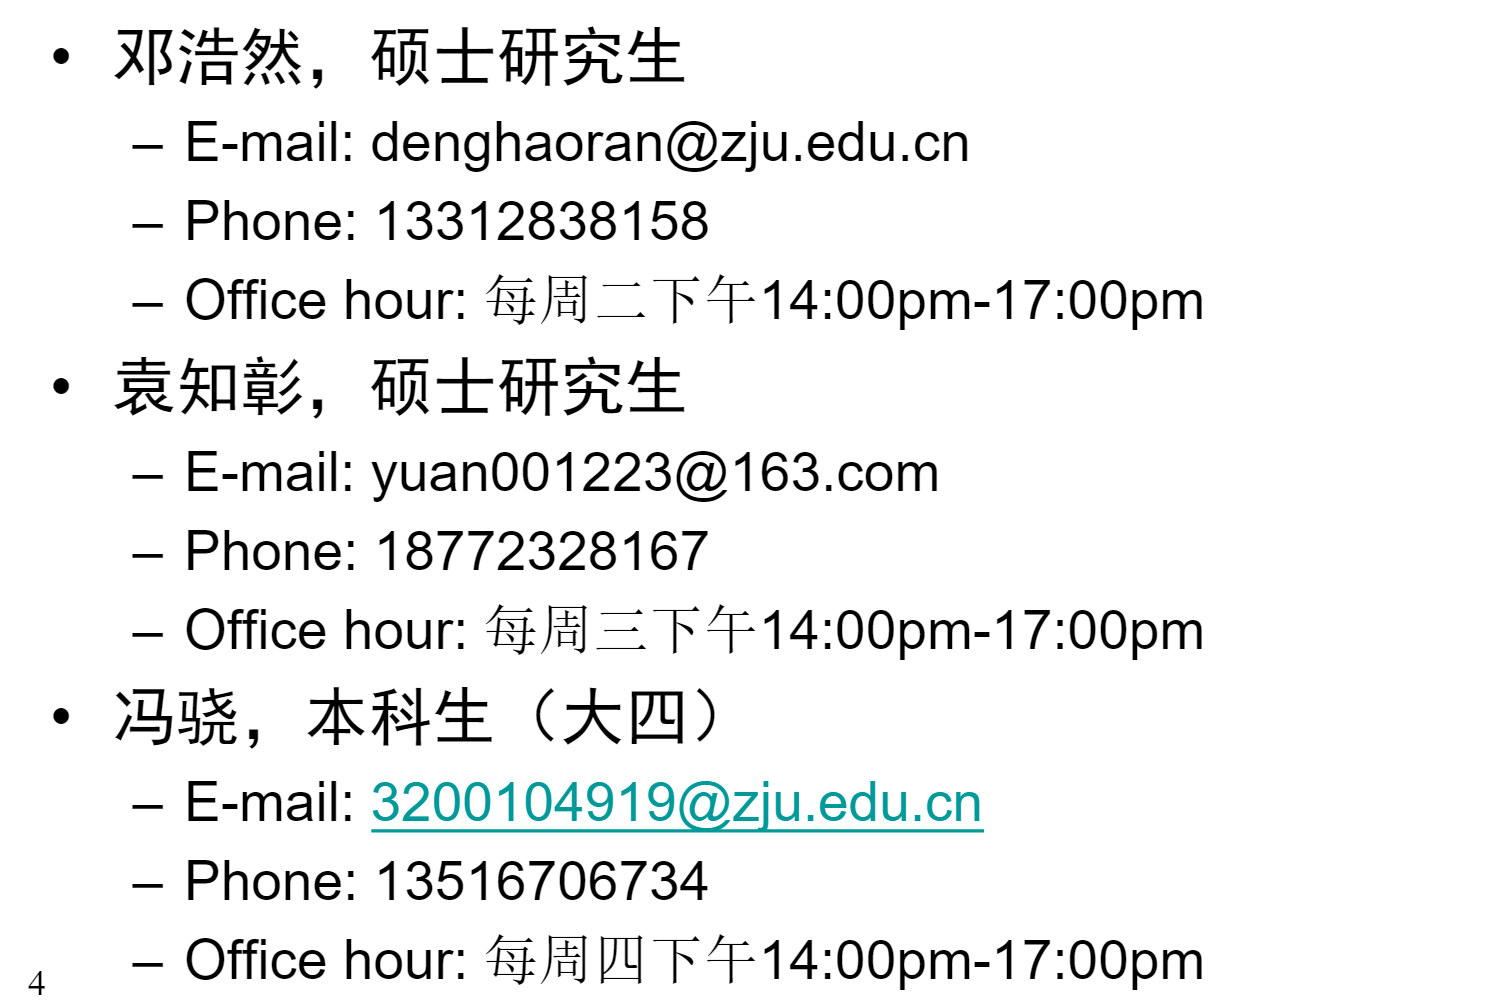 • 邓浩然，硕士研究生
– E-mail: denghaoran@zju.edu.cn
– Phone: 13312838158
– Office hour: 每周二下午14:00pm-17:00pm
• 袁知彰，硕士研究生
– E-mail: yuan001223@163.com
– Phone: 18772328167
– Office hour: 每周三下午14:00pm-17:00pm
• 冯骁，本科生（大四）
– E-mail: 3200104919@zju.edu.cn
– Phone: 13516706734
– Office hour: 每周四下午14:00pm-17:00pm
4